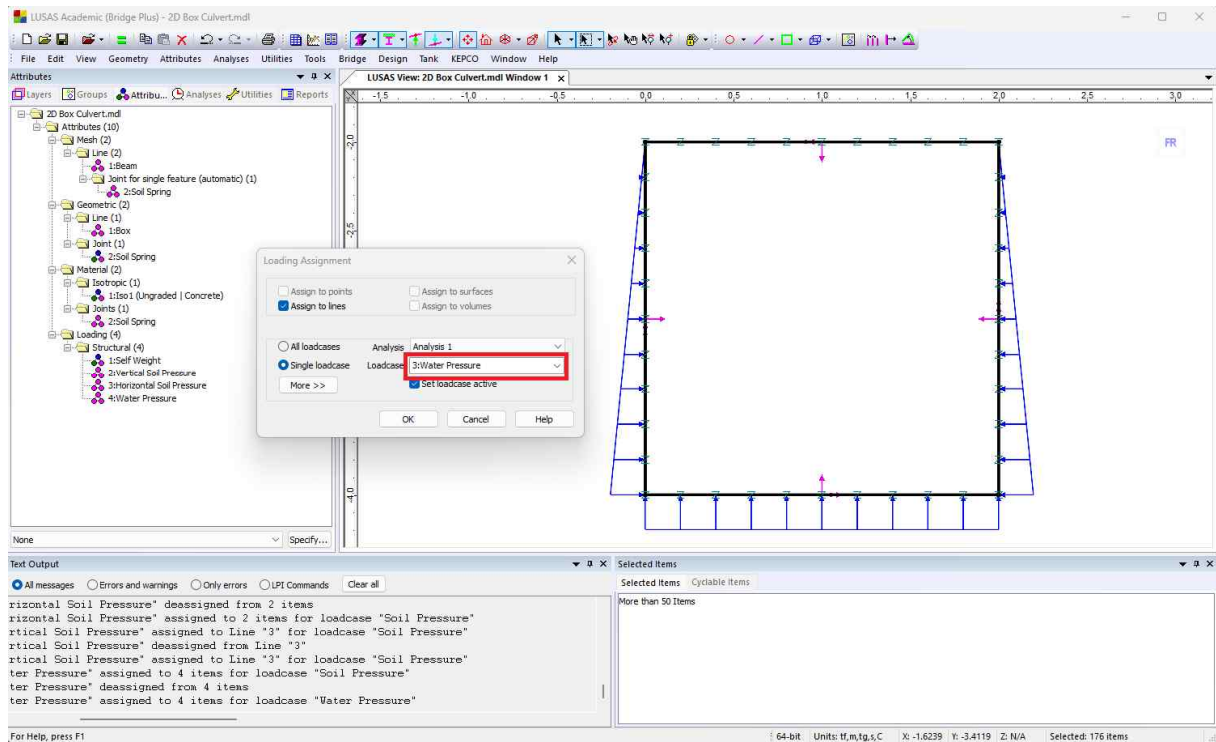 LUSAS Academic (Bridge Plus) - 2D Box Culvert.mdl
File Edit View Geometry Attributes Analyses Utilities Tools Bridge Design Tank KEPCO Window Help
Attributes
Layers Groups Attribu... Analyses Utilities Reports
2D Box Culvert.mdl
Attributes (10)
Mesh (2)
Line (2)
1:Beam
Joint for single feature (automatic) (1)
2:Soil Spring
Geometric (2)
Line (1)
1:Box
Joint (1)
2:Soil Spring
Material (2)
Isotropic (1)
1:Iso1 (Ungraded | Concrete)
Joints (1)
2:Soil Spring
Loading (4)
Structural (4)
1:Self Weight
2:Vertical Soil Pressure
3:Horizontal Soil Pressure
4:Water Pressure
None Specify...
LUSAS View: 2D Box Culvert.mdl Window 1 x
-1,5 -1,0 -0,5 0,0 0,5 1,0 1,5 2,0 2,5 3,0
-2,0
-2,5
-4,0
FR
Loading Assignment
Assign to points Assign to surfaces
Assign to lines Assign to volumes
All loadcases Analysis Analysis 1
Single loadcase Loadcase 3:Water Pressure
More >> Set loadcase active
OK Cancel Help
Text Output
All messages Errors and warnings Only errors LPI Commands Clear all
rizontal Soil Pressure" deassigned from 2 items
rizontal Soil Pressure" assigned to 2 items for loadcase "Soil Pressure"
rtical Soil Pressure" assigned to Line "3" for loadcase "Soil Pressure"
rtical Soil Pressure" deassigned from Line "3"
rtical Soil Pressure" assigned to Line "3" for loadcase "Soil Pressure"
ter Pressure" assigned to 4 items for loadcase "Soil Pressure"
ter Pressure" deassigned from 4 items
ter Pressure" assigned to 4 items for loadcase "Water Pressure"
Selected Items
Selected Items Cyclable Items
More than 50 Items
For Help, press F1
64-bit Units: tf,m,tg,s,C X: -1.6239 Y: -3.4119 Z: N/A Selected: 176 items